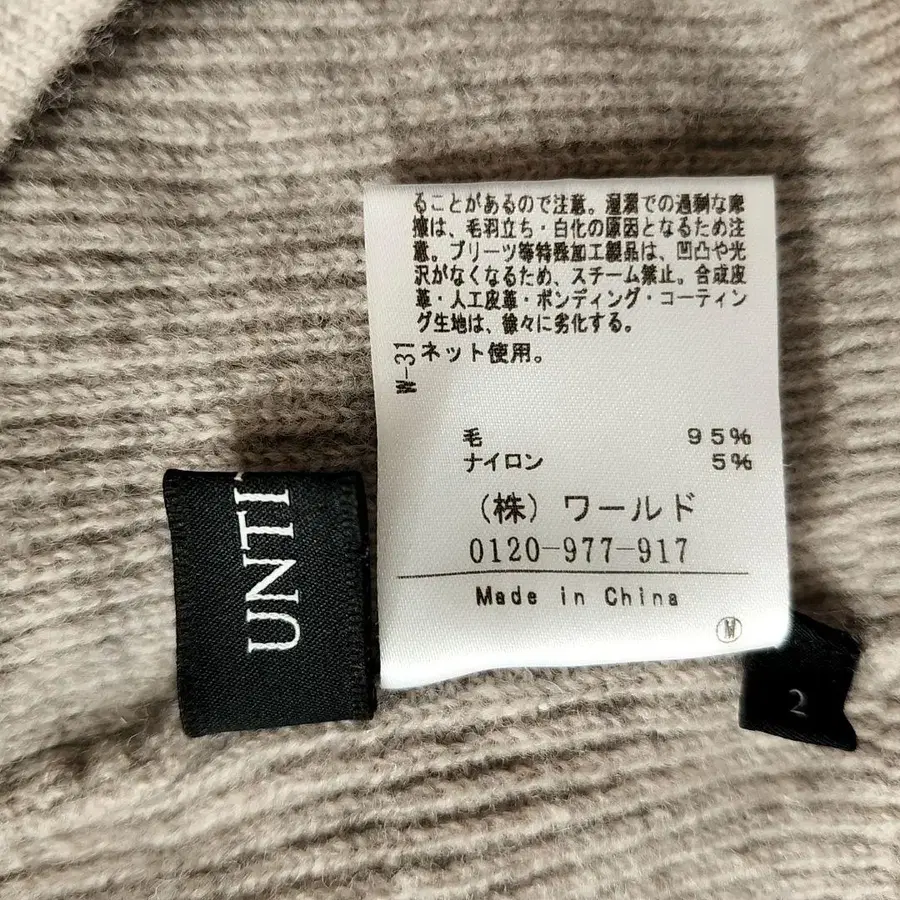 ることがあるので注意。湿潤での過剰な摩
擦は、毛羽立ち・白化の原因となるため注
意。プリーツ等特殊加工製品は、凹凸や光
沢がなくなるため、スチーム禁止。合成皮
革・人工皮革・ボンディング・コーティン
グ生地は、徐々に劣化する。
ネット使用。
W-31
毛 95%
ナイロン 5%
(株)ワールド
0120-977-917
Made in China
M
UNTI
2